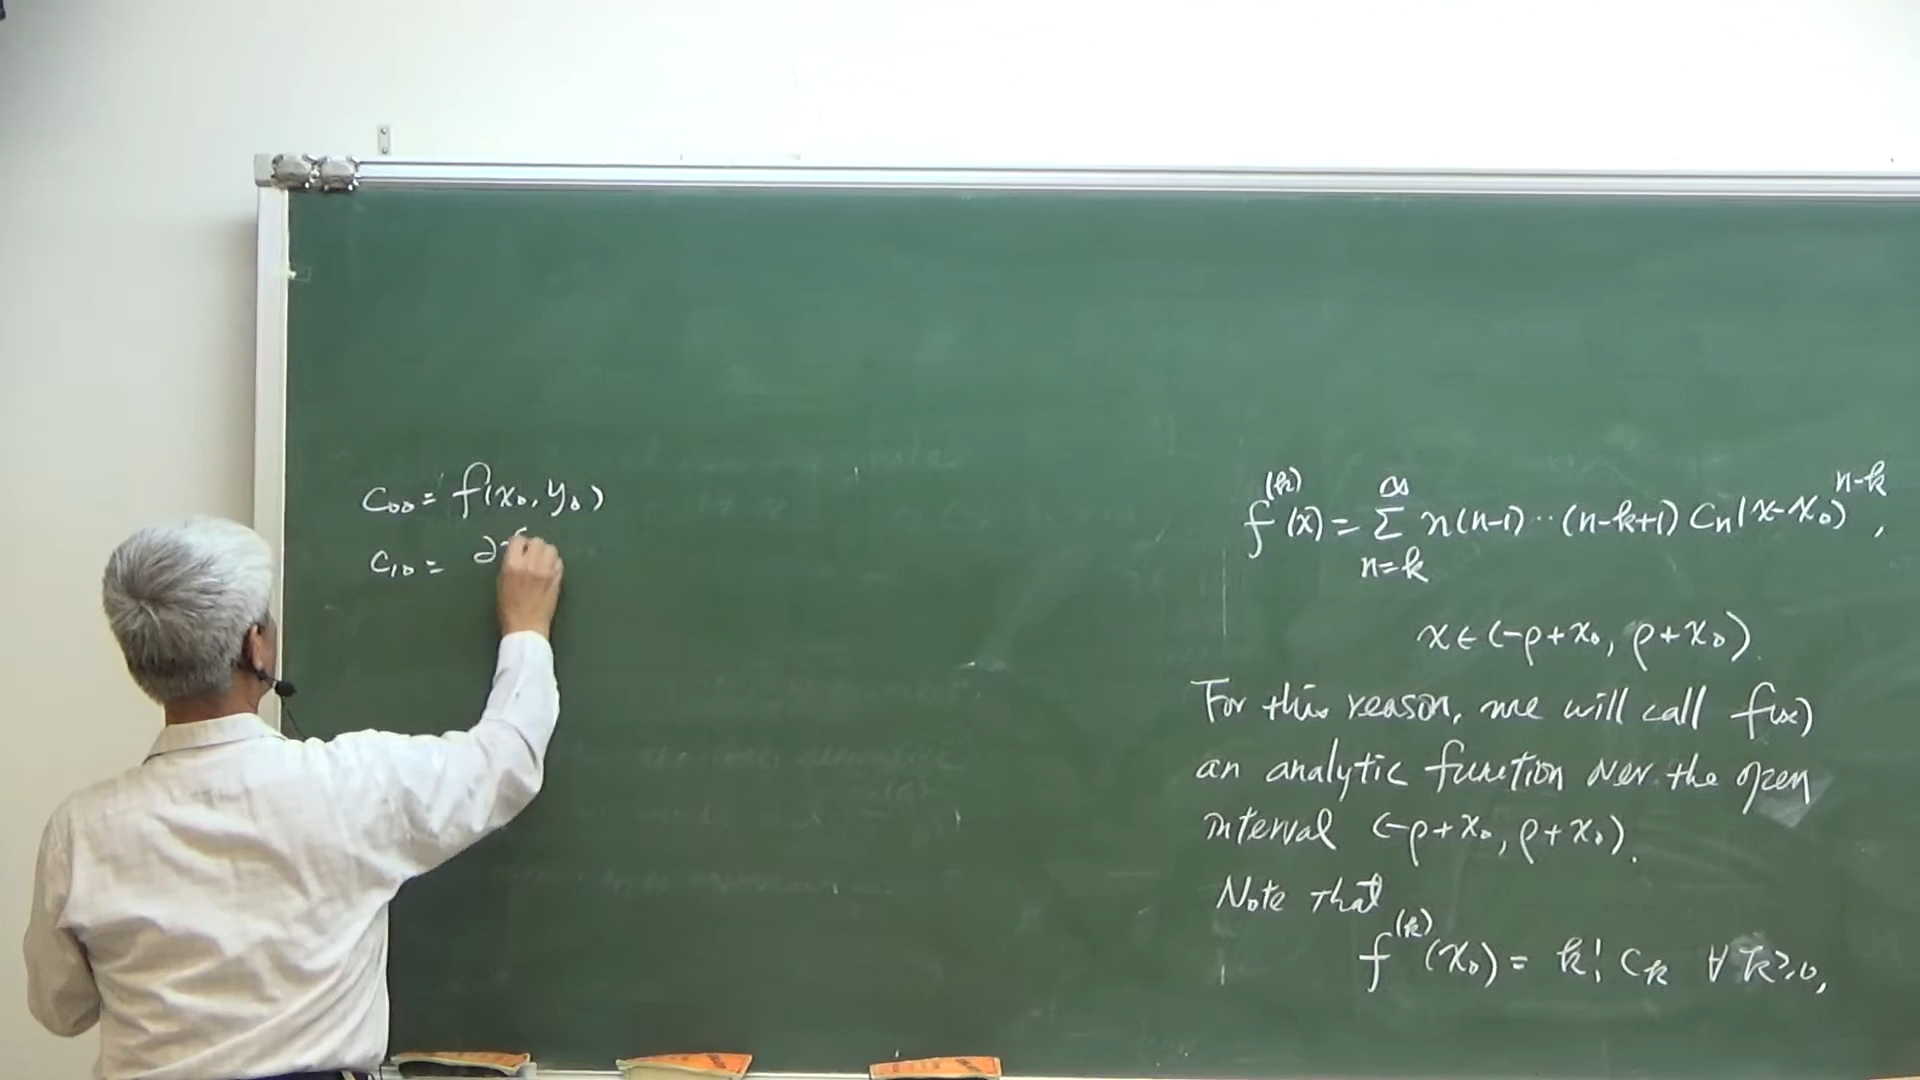 C₀₀ = f(x₀, y₀)
C₁₀ = ∂f
f⁽ᵏ⁾(x) = ∑_{n=k}^{∞} n(n-1)··(n-k+1) Cₙ(x-x₀)ⁿ⁻ᵏ,
x ∈ (-ρ+x₀, ρ+x₀).
For this reason, we will call f(x)
an analytic function over the open
interval (-ρ+x₀, ρ+x₀).
Note that
f⁽ᵏ⁾(x₀) = k! Cₖ ∀ k≥0,